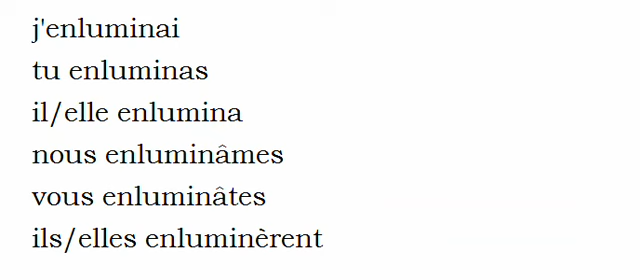 j'enluminai
tu enluminas
il/elle enlumina
nous enluminâmes
vous enluminâtes
ils/elles enluminèrent